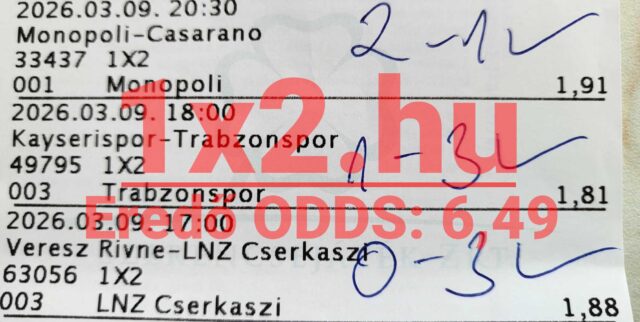 2026.03.09. 20:30
Monopoli-Casarano
2-1
33437 1X2
001 Monopoli 1,91
2026.03.09. 18:00
1x2.hu
Kayserispor-Trabzonspor
1-3
49795 1X2
003 Trabzonspor 1,81
Eredő ODDS: 6,49
2026.03.09. 17:00
Veresz Rivne-LNZ Cserkaszi
0-3
63056 1X2
003 LNZ Cserkaszi 1,88